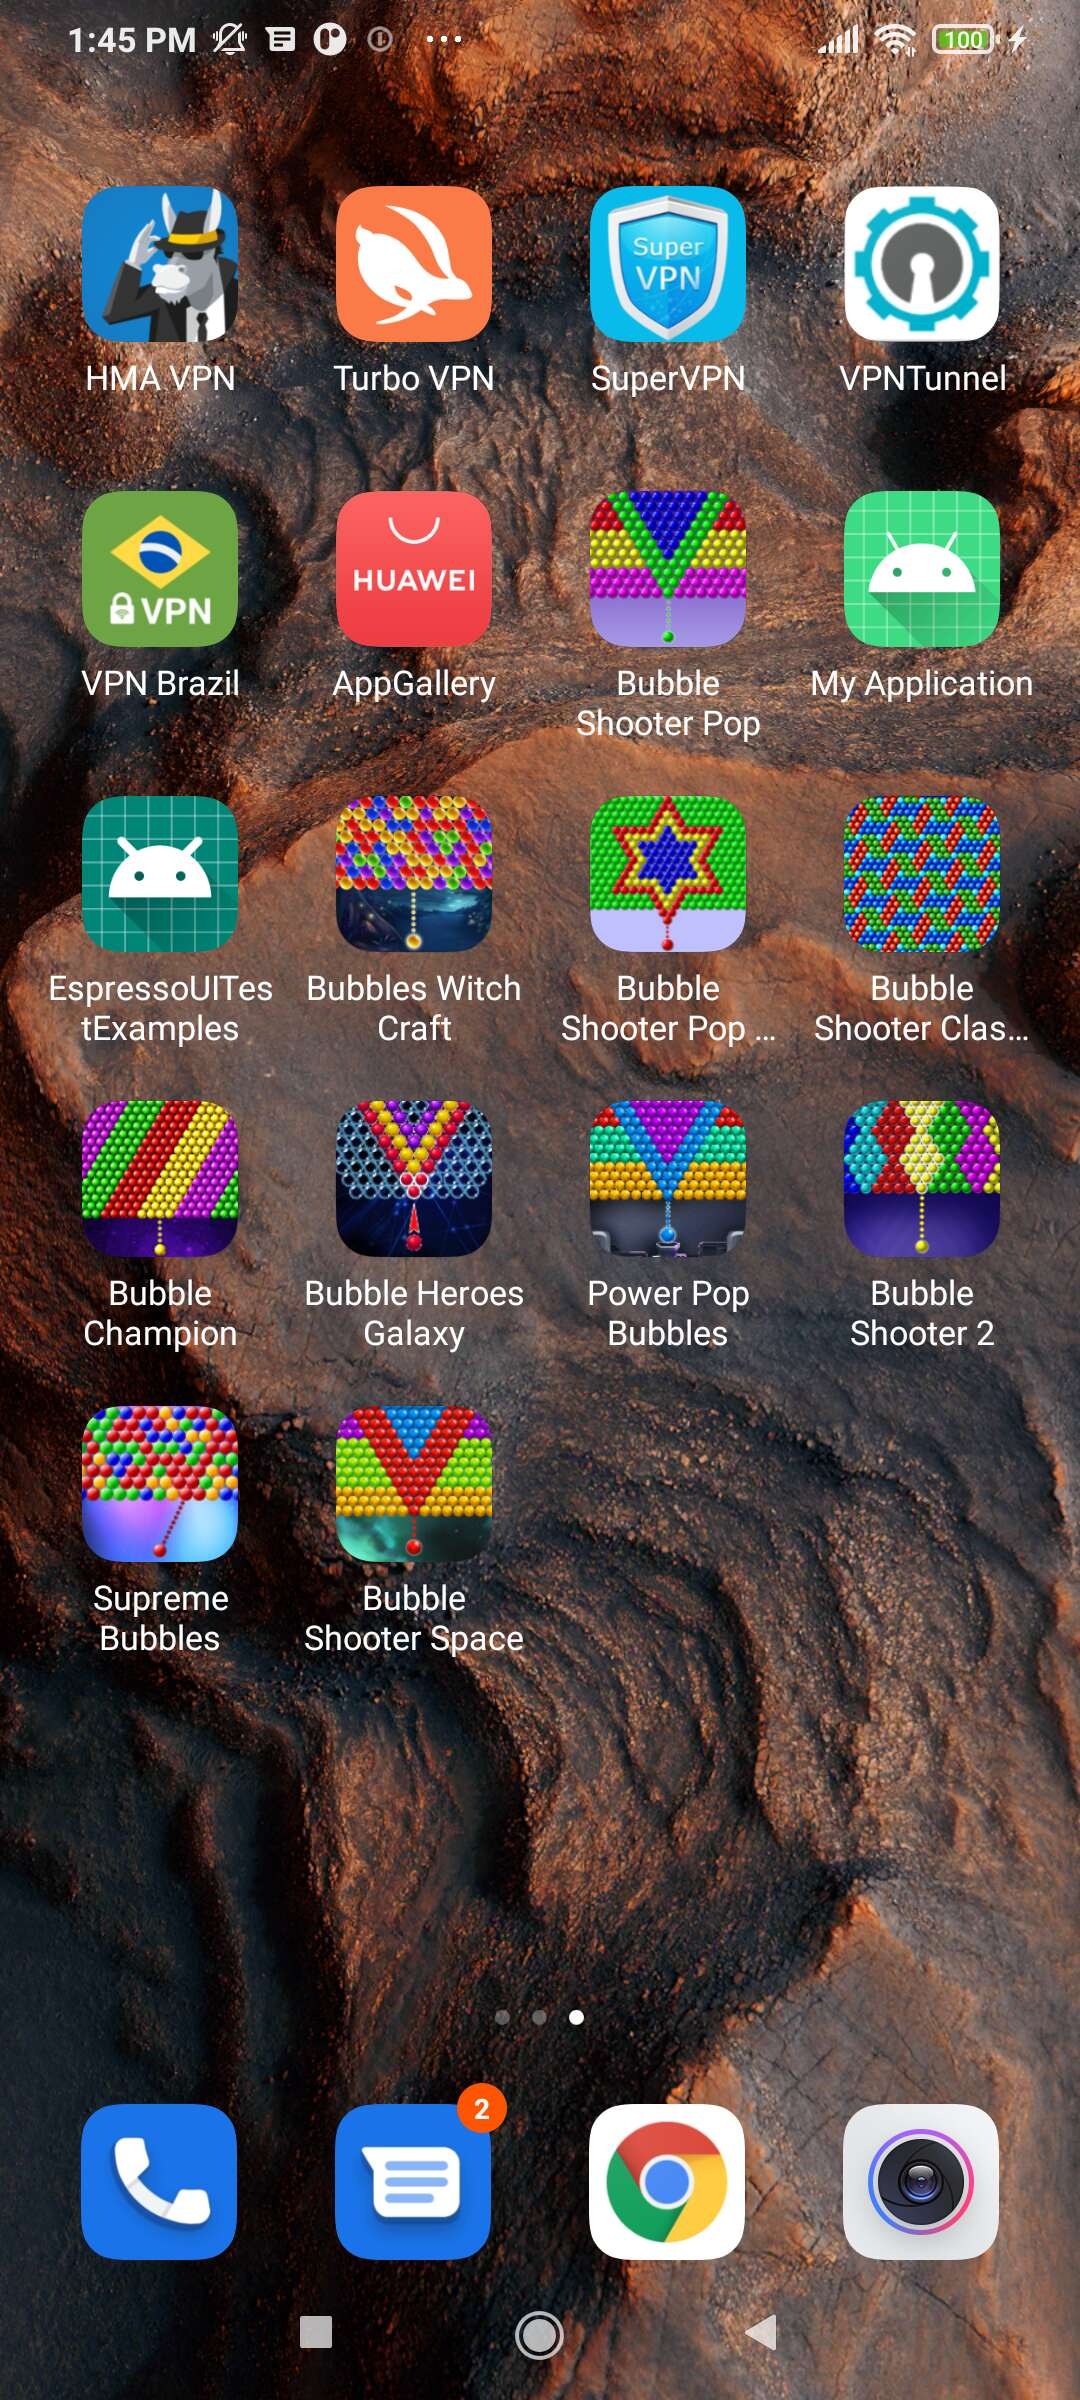 1:45 PM
100
Super
VPN
HMA VPN
Turbo VPN
SuperVPN
VPNTunnel
VPN
HUAWEI
VPN Brazil
AppGallery
Bubble
Shooter Pop
My Application
EspressoUITes
tExamples
Bubbles Witch
Craft
Bubble
Shooter Pop ...
Bubble
Shooter Clas...
Bubble
Champion
Bubble Heroes
Galaxy
Power Pop
Bubbles
Bubble
Shooter 2
Supreme
Bubbles
Bubble
Shooter Space
2